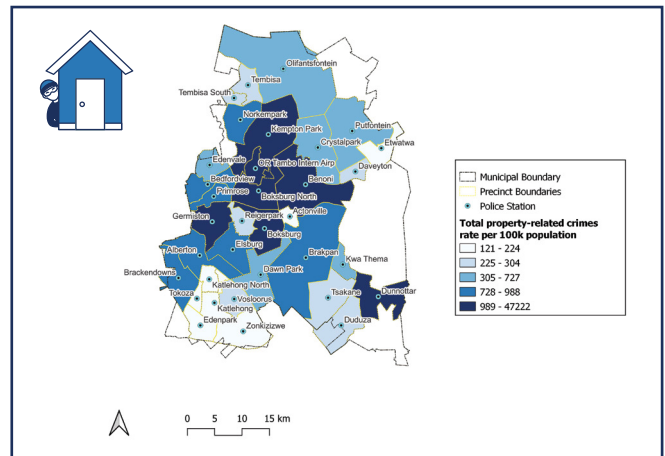 Olifantsfontein
Tembisa
Tembisa South
Norkempark
Kempton Park
Putfontein
Etwatwa
Crystalpark
Edenvale
OR Tambo Intern Airp
Daveyton
Bedfordview
Benoni
Primrose
Boksburg North
Actonville
Germiston
Reigerpark
Boksburg
Alberton
Elsburg
Brakpan
Kwa Thema
Brackendowns
Dawn Park
Katlehong North
Tokoza
Vosloorus
Tsakane
Dunnottar
Katlehong
Edenpark
Zonkizizwe
Duduza
Municipal Boundary
Precinct Boundaries
Police Station
Total property-related crimes
rate per 100k population
121 - 224
225 - 304
305 - 727
728 - 988
989 - 47222
0 5 10 15 km